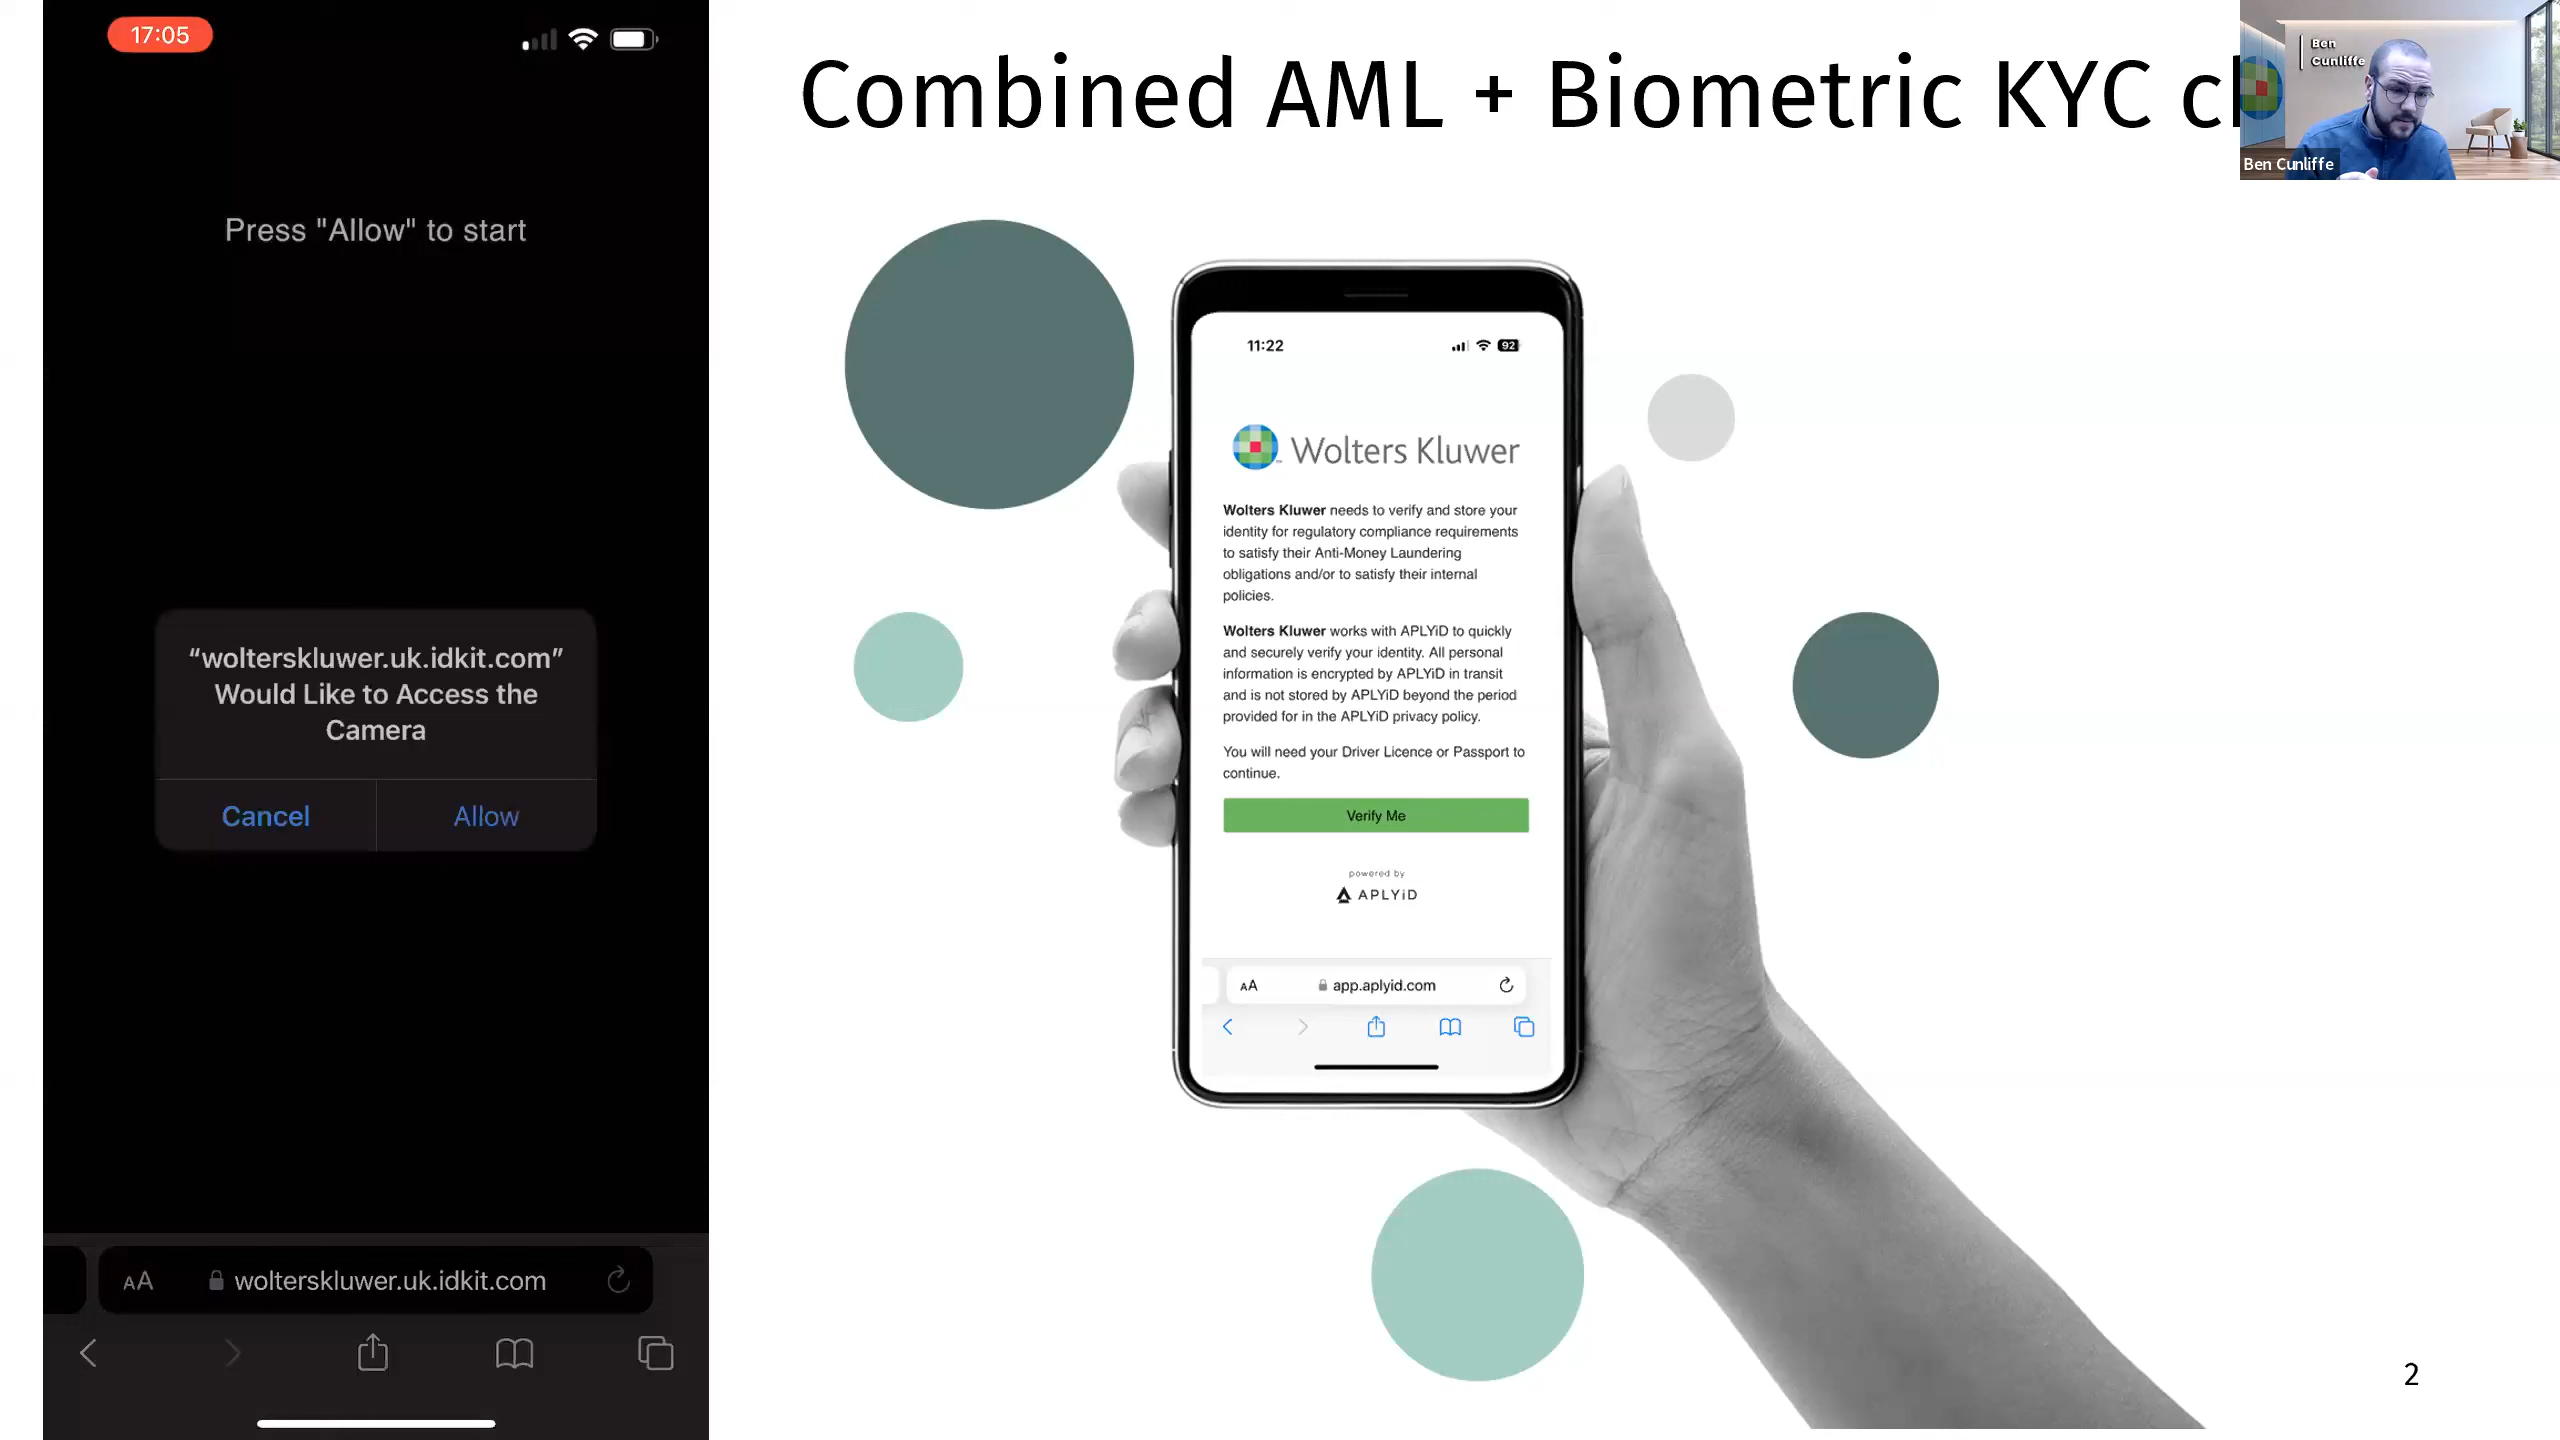 17:05
Press "Allow" to start
“wolterskluwer.uk.idkit.com”
Would Like to Access the
Camera
Cancel
Allow
AA
wolterskluwer.uk.idkit.com
Combined AML + Biometric KYC
Ben
Cunliffe
Ben Cunliffe
11:22
92
Wolters Kluwer
Wolters Kluwer needs to verify and store your
identity for regulatory compliance requirements
to satisfy their Anti-Money Laundering
obligations and/or to satisfy their internal
policies.
Wolters Kluwer works with APLYiD to quickly
and securely verify your identity. All personal
information is encrypted by APLYiD in transit
and is not stored by APLYiD beyond the period
provided for in the APLYiD privacy policy.
You will need your Driver Licence or Passport to
continue.
Verify Me
powered by
APLYiD
AA
app.aplyid.com
2